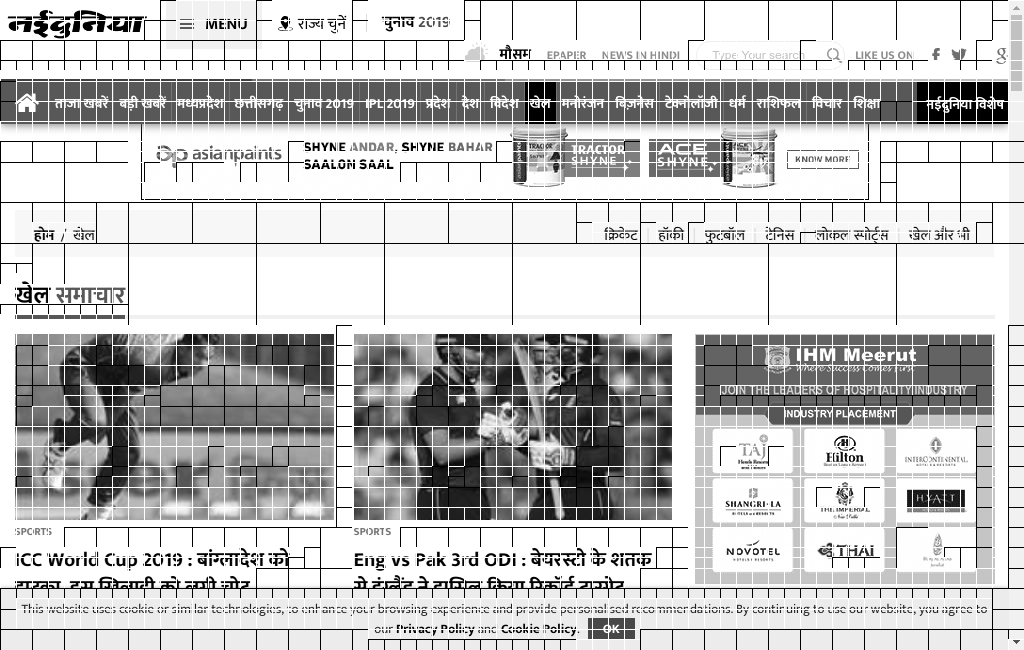 नईदुनिया
MENU
राज्य चुनें
चुनाव 2019
मौसम
EPAPER
NEWS IN HINDI
Type Your search
LIKE US ON
ताजा खबरें
बड़ी खबरें
मध्यप्रदेश
छत्तीसगढ़
चुनाव 2019
IPL 2019
प्रदेश
देश
विदेश
खेल
मनोरंजन
बिज़नेस
टेक्नोलॉजी
धर्म
राशिफल
विचार
शिक्षा
नईदुनिया विशेष
asianpaints
SHYNE ANDAR, SHYNE BAHAR
SAALON SAAL
TRACTOR
SHYNE
ACE
SHYNE
KNOW MORE
होम / खेल
क्रिकेट
हॉकी
फुटबॉल
टेनिस
लोकल स्पोर्ट्स
खेल और भी
खेल समाचार
IHM Meerut
Where Success Comes First
JOIN THE LEADERS OF HOSPITALITY INDUSTRY
INDUSTRY PLACEMENT
TAJ
Hilton
INTERCONTINENTAL
SHANGRI-LA
THE IMPERIAL
New Delhi
HYATT
NOVOTEL
THAI
SPORTS
ICC World Cup 2019 : बांग्लादेश को
SPORTS
Eng vs Pak 3rd ODI : बेयरस्टो के शतक
से इंग्लैंड ने हासिल किया रिकॉर्ड टारगेट
This website uses cookie or similar technologies, to enhance your browsing experience and provide personalised recommendations. By continuing to use our website, you agree to
our Privacy Policy and Cookie Policy.
OK